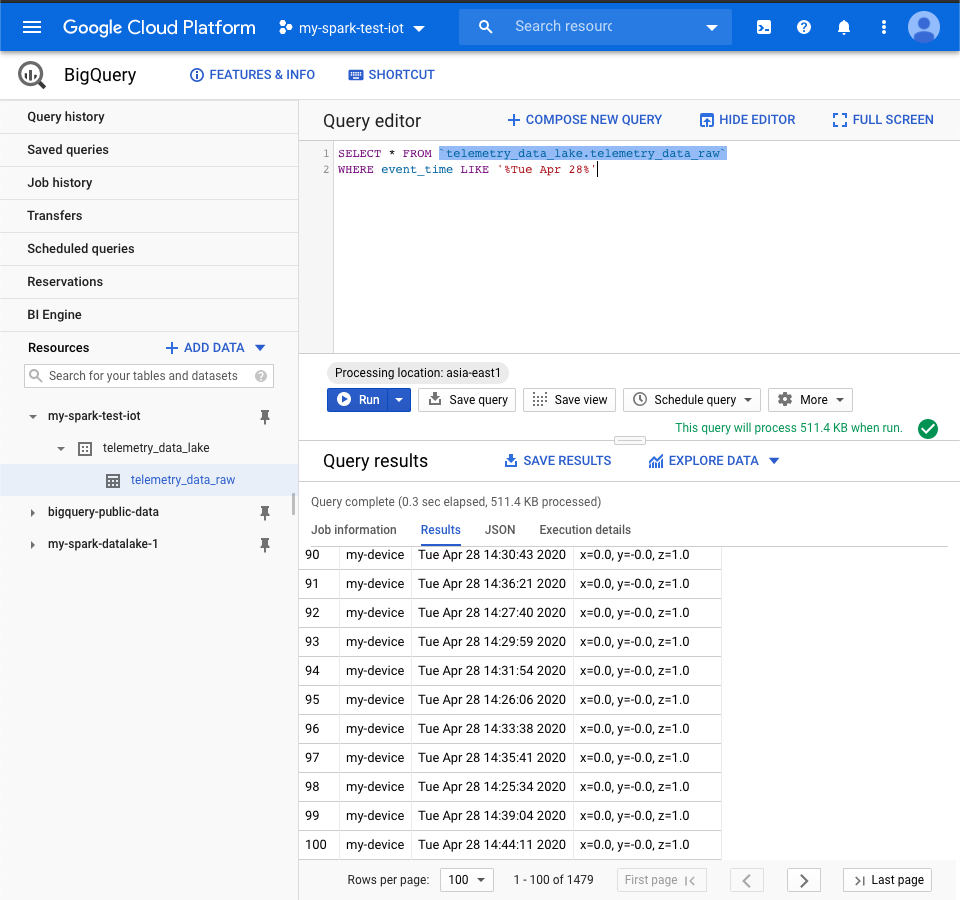 Google Cloud Platform my-spark-test-iot Search resourc
BigQuery FEATURES & INFO SHORTCUT
Query history
Saved queries
Job history
Transfers
Scheduled queries
Reservations
BI Engine
Resources ADD DATA
Search for your tables and datasets ?
my-spark-test-iot
telemetry_data_lake
telemetry_data_raw
bigquery-public-data
my-spark-datalake-1
Query editor COMPOSE NEW QUERY HIDE EDITOR FULL SCREEN
1 SELECT * FROM `telemetry_data_lake.telemetry_data_raw`
2 WHERE event_time LIKE '%Tue Apr 28%'
Processing location: asia-east1
Run Save query Save view Schedule query More
This query will process 511.4 KB when run.
Query results SAVE RESULTS EXPLORE DATA
Query complete (0.3 sec elapsed, 511.4 KB processed)
Job information Results JSON Execution details
90 my-device Tue Apr 28 14:30:43 2020 x=0.0, y=-0.0, z=1.0
91 my-device Tue Apr 28 14:36:21 2020 x=0.0, y=-0.0, z=1.0
92 my-device Tue Apr 28 14:27:40 2020 x=0.0, y=-0.0, z=1.0
93 my-device Tue Apr 28 14:29:59 2020 x=0.0, y=-0.0, z=1.0
94 my-device Tue Apr 28 14:31:54 2020 x=0.0, y=-0.0, z=1.0
95 my-device Tue Apr 28 14:26:06 2020 x=0.0, y=-0.0, z=1.0
96 my-device Tue Apr 28 14:33:38 2020 x=0.0, y=-0.0, z=1.0
97 my-device Tue Apr 28 14:35:41 2020 x=0.0, y=-0.0, z=1.0
98 my-device Tue Apr 28 14:25:34 2020 x=0.0, y=-0.0, z=1.0
99 my-device Tue Apr 28 14:39:04 2020 x=0.0, y=-0.0, z=1.0
100 my-device Tue Apr 28 14:44:11 2020 x=0.0, y=-0.0, z=1.0
Rows per page: 100 1 - 100 of 1479 First page Last page